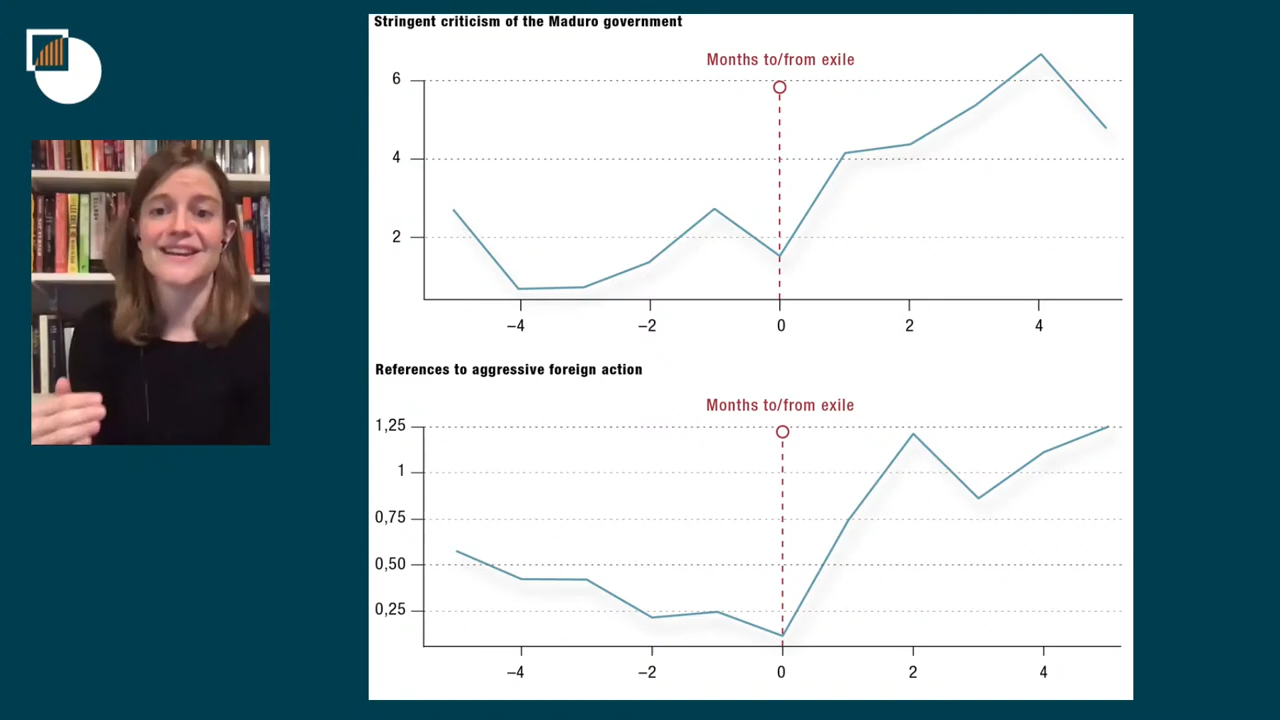 Stringent criticism of the Maduro government
Months to/from exile
6
4
2
−4 −2 0 2 4
References to aggressive foreign action
Months to/from exile
1,25
1
0,75
0,50
0,25
−4 −2 0 2 4